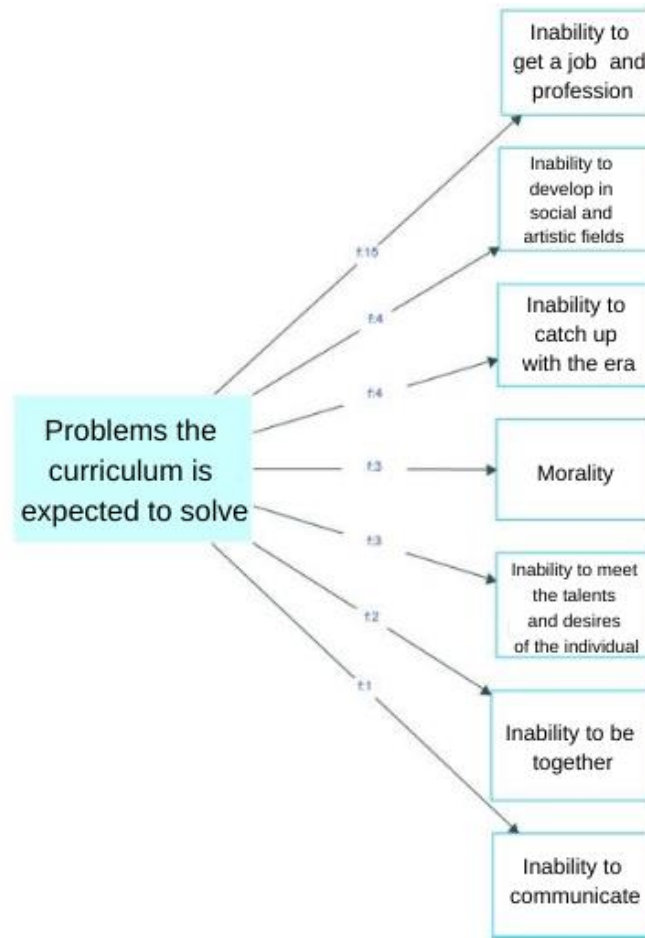 Inability to
get a job and
profession
Inability to
develop in
social and
artistic fields
f:15
f:4
Inability to
catch up
with the era
f:4
Problems the
curriculum is
expected to solve
f:3
Morality
f:3
Inability to meet
the talents
and desires
of the individual
f:2
f:1
Inability to be
together
Inability to
communicate